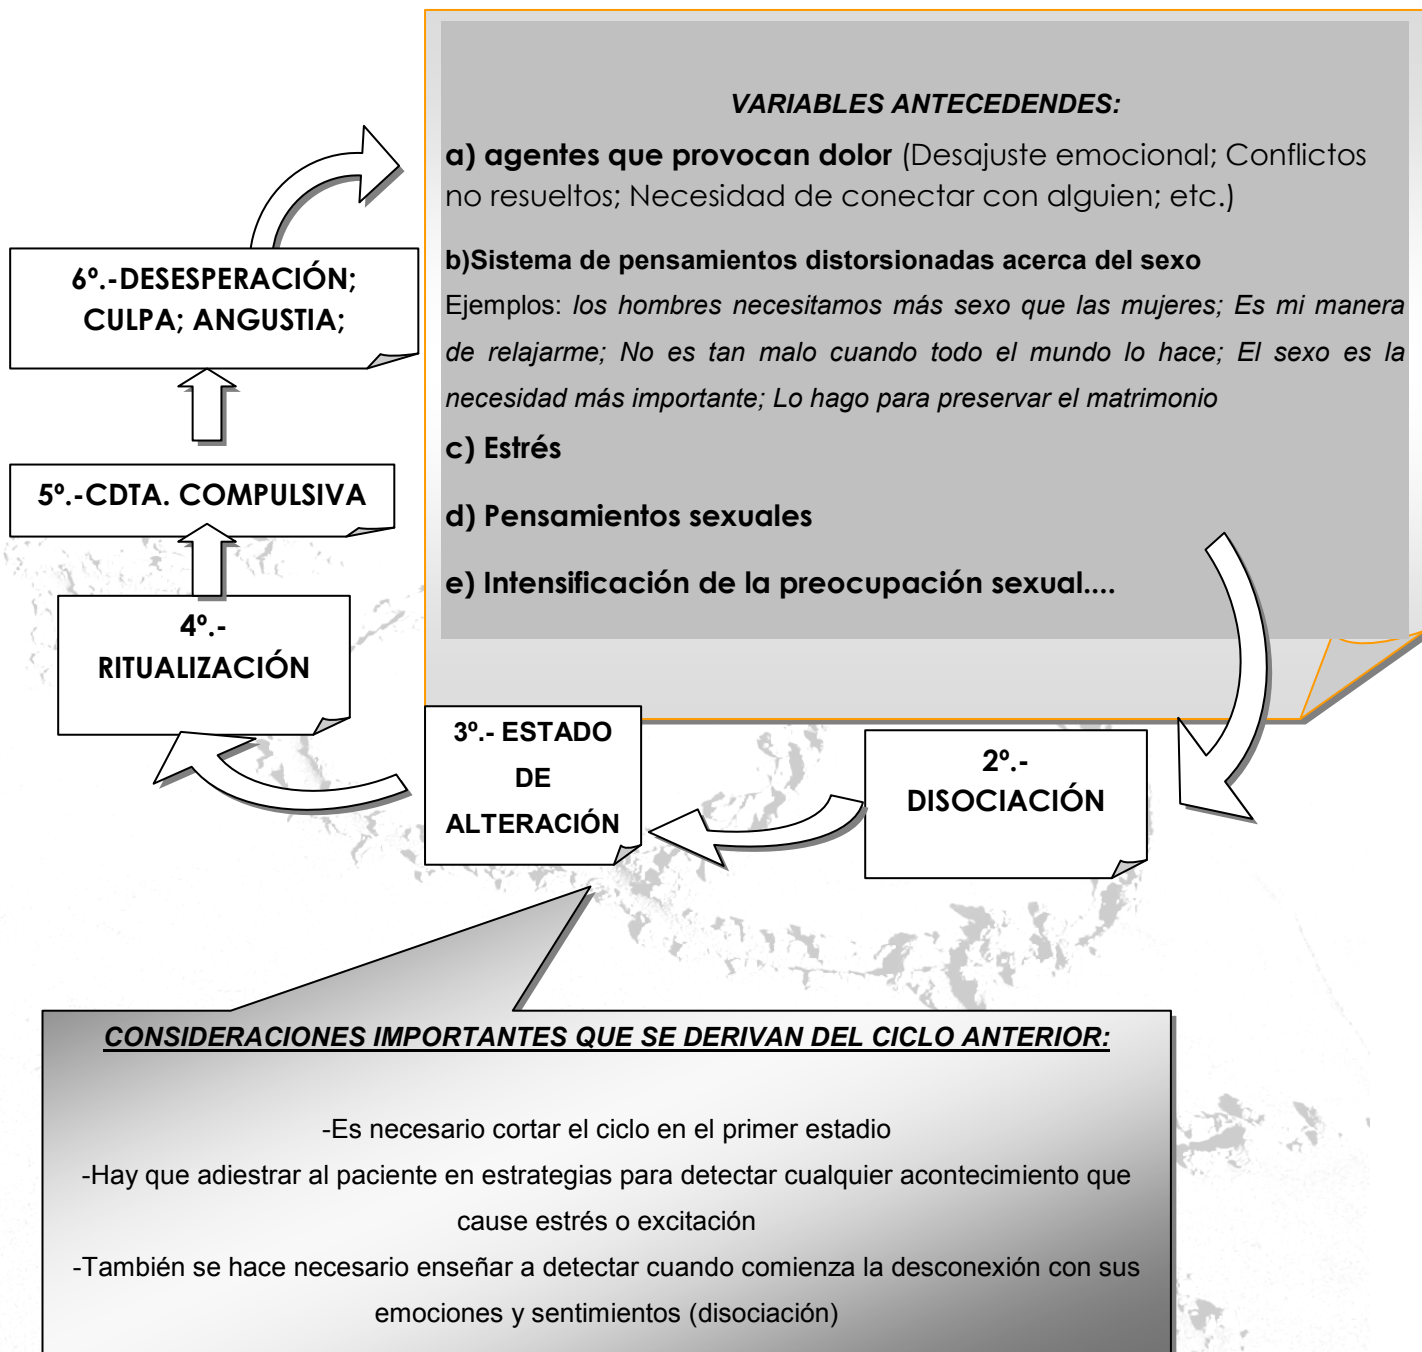 VARIABLES ANTECEDENDES:
a) agentes que provocan dolor (Desajuste emocional; Conflictos
no resueltos; Necesidad de conectar con alguien; etc.)
b)Sistema de pensamientos distorsionadas acerca del sexo
Ejemplos: los hombres necesitamos más sexo que las mujeres; Es mi manera
de relajarme; No es tan malo cuando todo el mundo lo hace; El sexo es la
necesidad más importante; Lo hago para preservar el matrimonio
c) Estrés
d) Pensamientos sexuales
e) Intensificación de la preocupación sexual....
2º.-
DISOCIACIÓN
3º.- ESTADO
DE
ALTERACIÓN
4º.-
RITUALIZACIÓN
5º.-CDTA. COMPULSIVA
6º.-DESESPERACIÓN;
CULPA; ANGUSTIA;
CONSIDERACIONES IMPORTANTES QUE SE DERIVAN DEL CICLO ANTERIOR:
-Es necesario cortar el ciclo en el primer estadio
-Hay que adiestrar al paciente en estrategias para detectar cualquier acontecimiento que
cause estrés o excitación
-También se hace necesario enseñar a detectar cuando comienza la desconexión con sus
emociones y sentimientos (disociación)